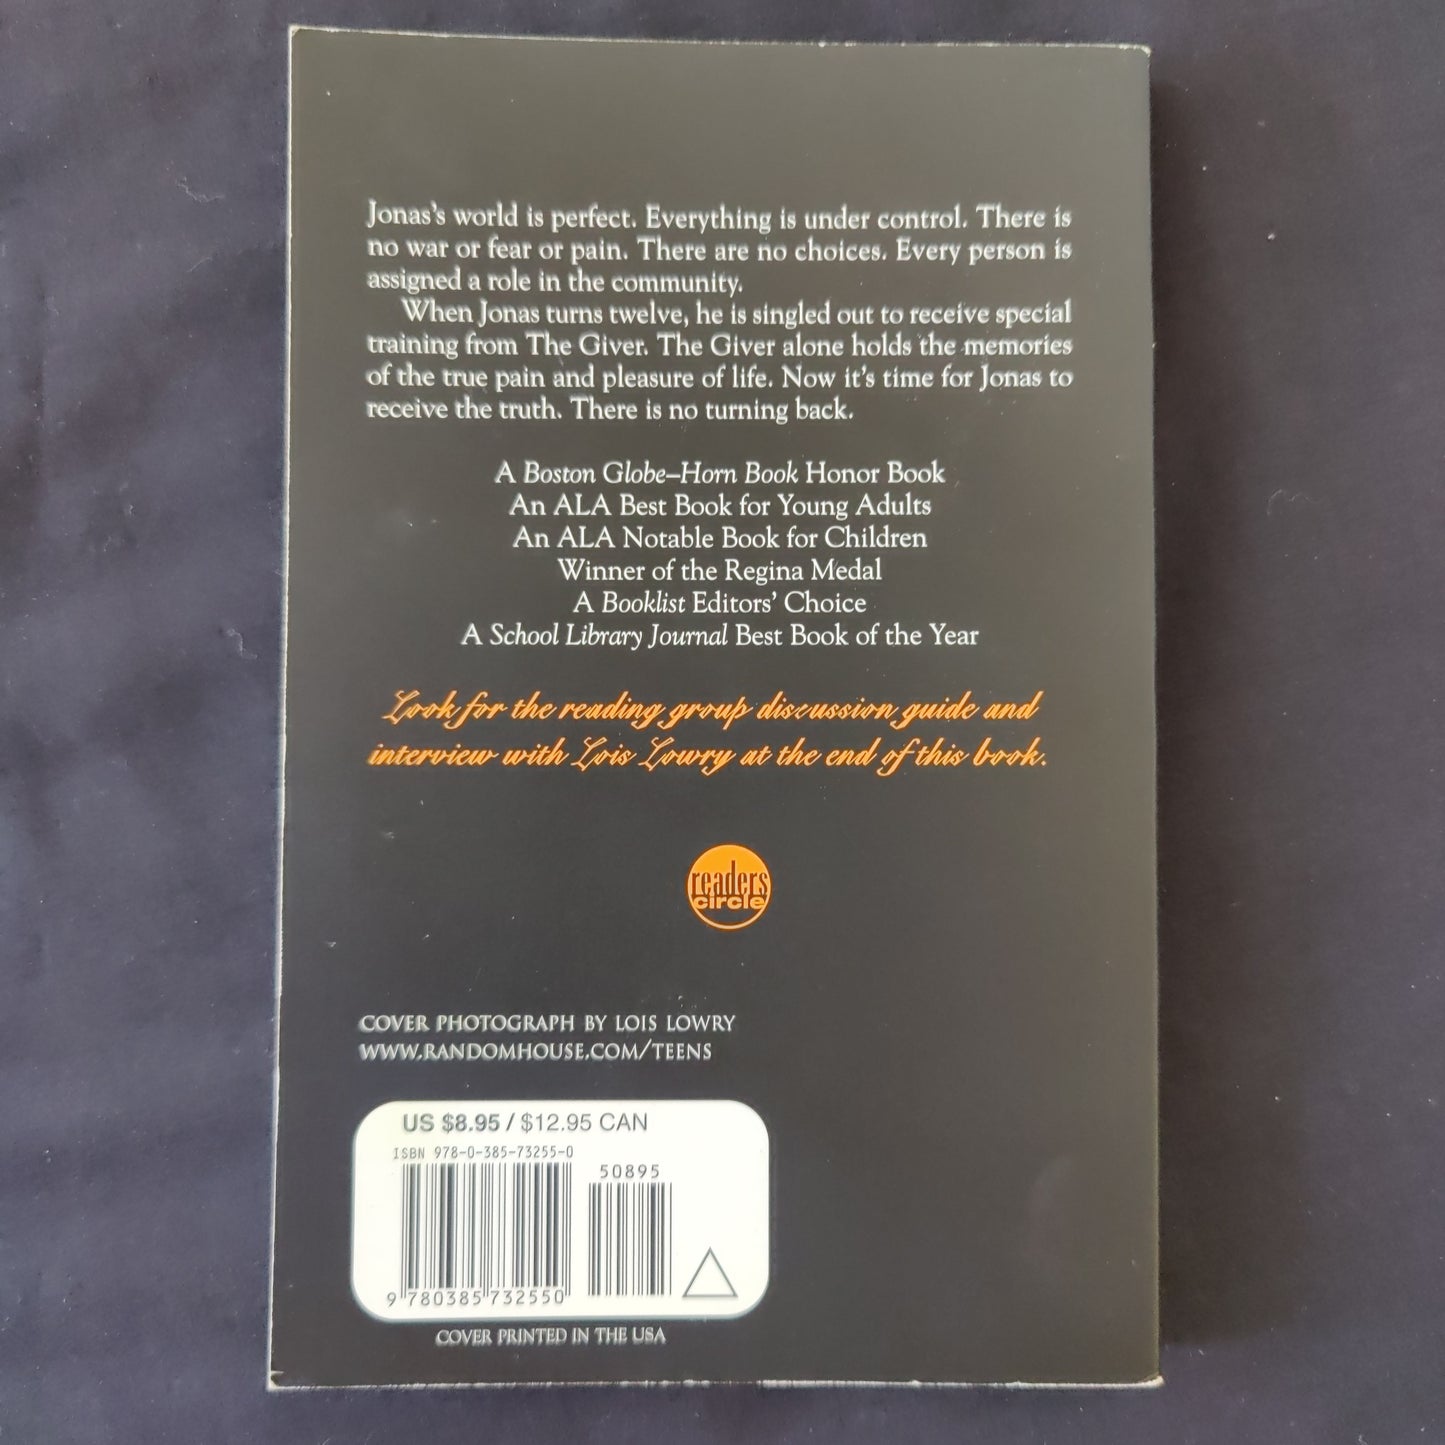 Jonas's world is perfect. Everything is under control. There is
no war or fear or pain. There are no choices. Every person is
assigned a role in the community.
When Jonas turns twelve, he is singled out to receive special
training from The Giver. The Giver alone holds the memories
of the true pain and pleasure of life. Now it's time for Jonas to
receive the truth. There is no turning back.
A Boston Globe–Horn Book Honor Book
An ALA Best Book for Young Adults
An ALA Notable Book for Children
Winner of the Regina Medal
A Booklist Editors' Choice
A School Library Journal Best Book of the Year
Look for the reading group discussion guide and
interview with Lois Lowry at the end of this book.
readers
circle
COVER PHOTOGRAPH BY LOIS LOWRY
WWW.RANDOMHOUSE.COM/TEENS
US $8.95 / $12.95 CAN
ISBN 978-0-385-73255-0
50895
9 780385 732550
COVER PRINTED IN THE USA